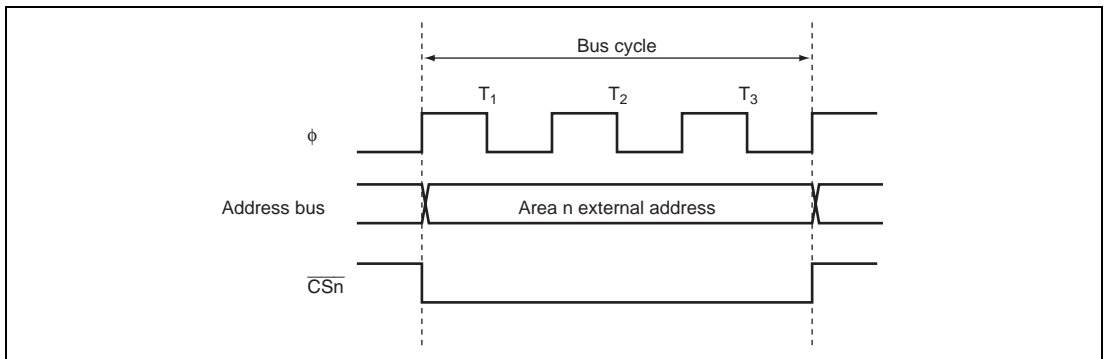 Bus cycle
T1 T2 T3
ϕ
Address bus Area n external address
CSn